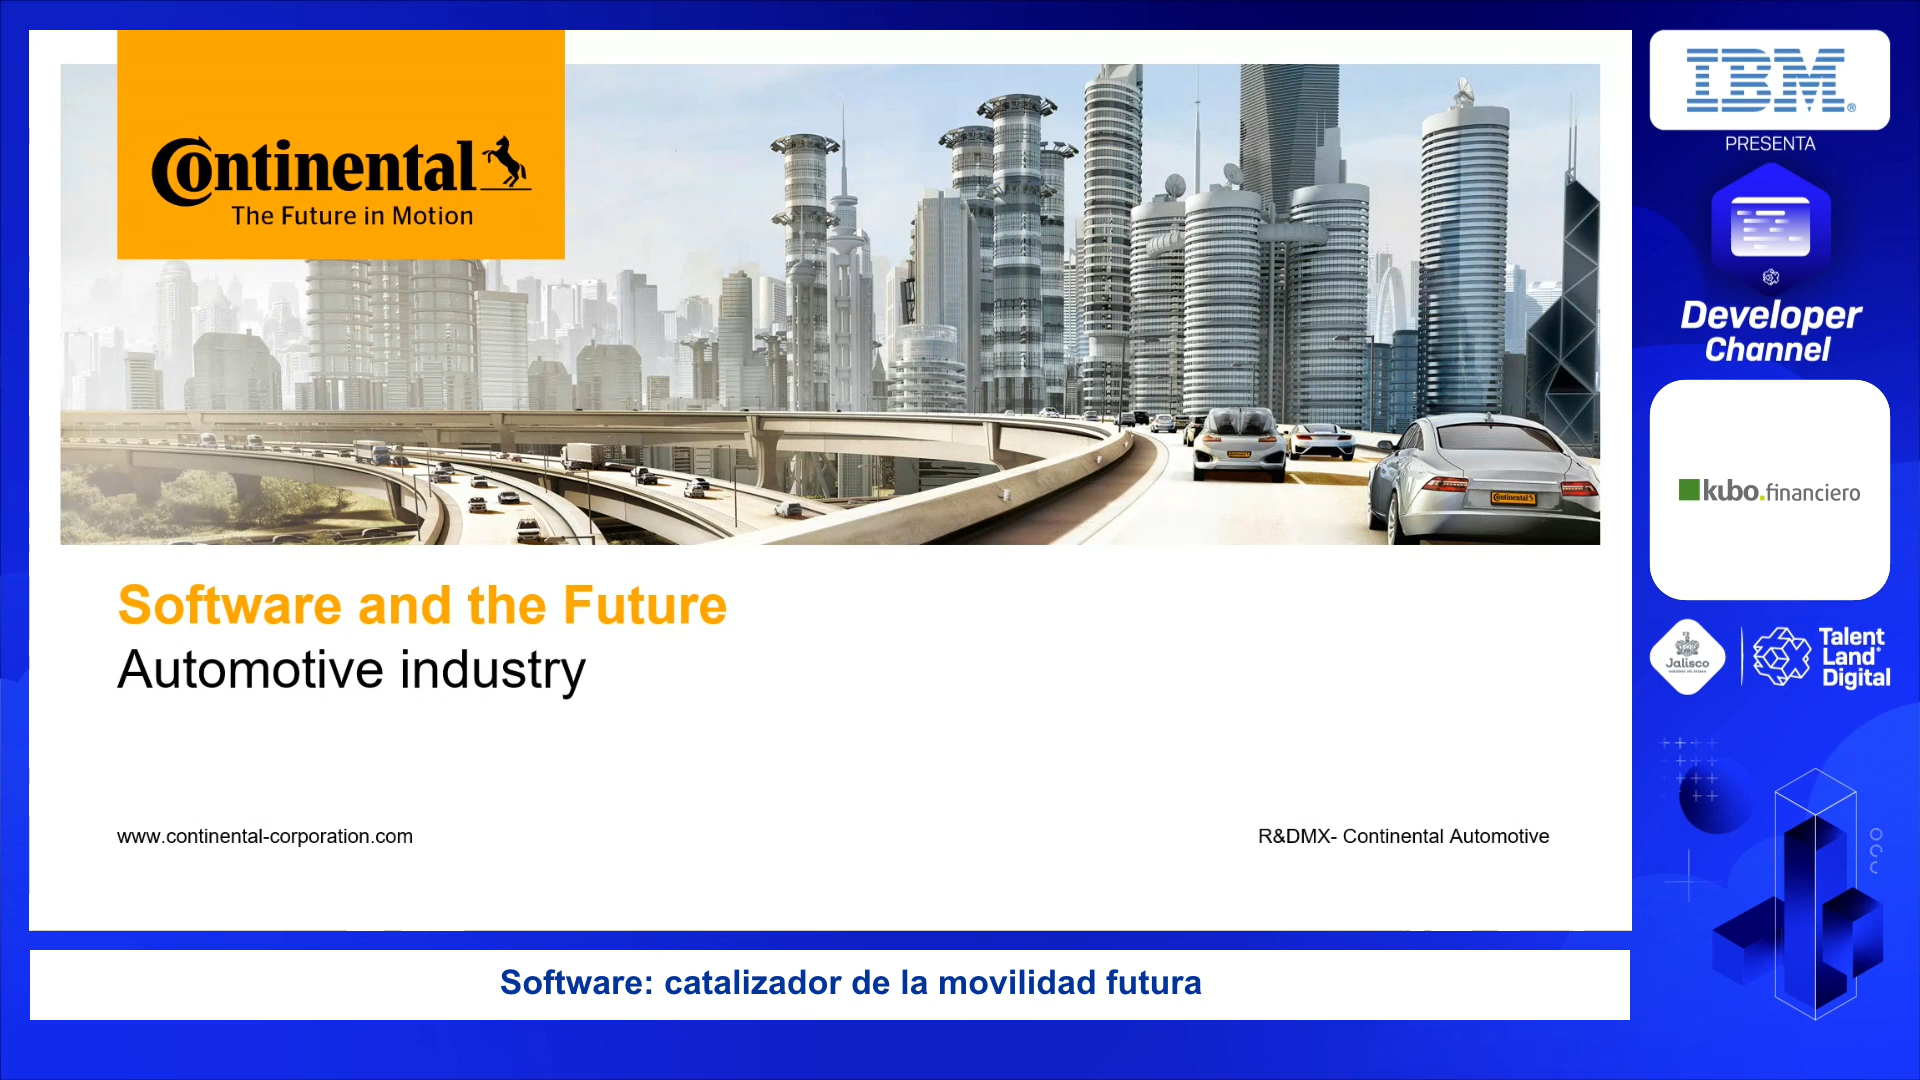 Continental
The Future in Motion
Continental
Software and the Future
Automotive industry
www.continental-corporation.com
R&DMX- Continental Automotive
Software: catalizador de la movilidad futura
IBM®
PRESENTA
Developer
Channel
kubo.financiero
Jalisco
Talent
Land
Digital